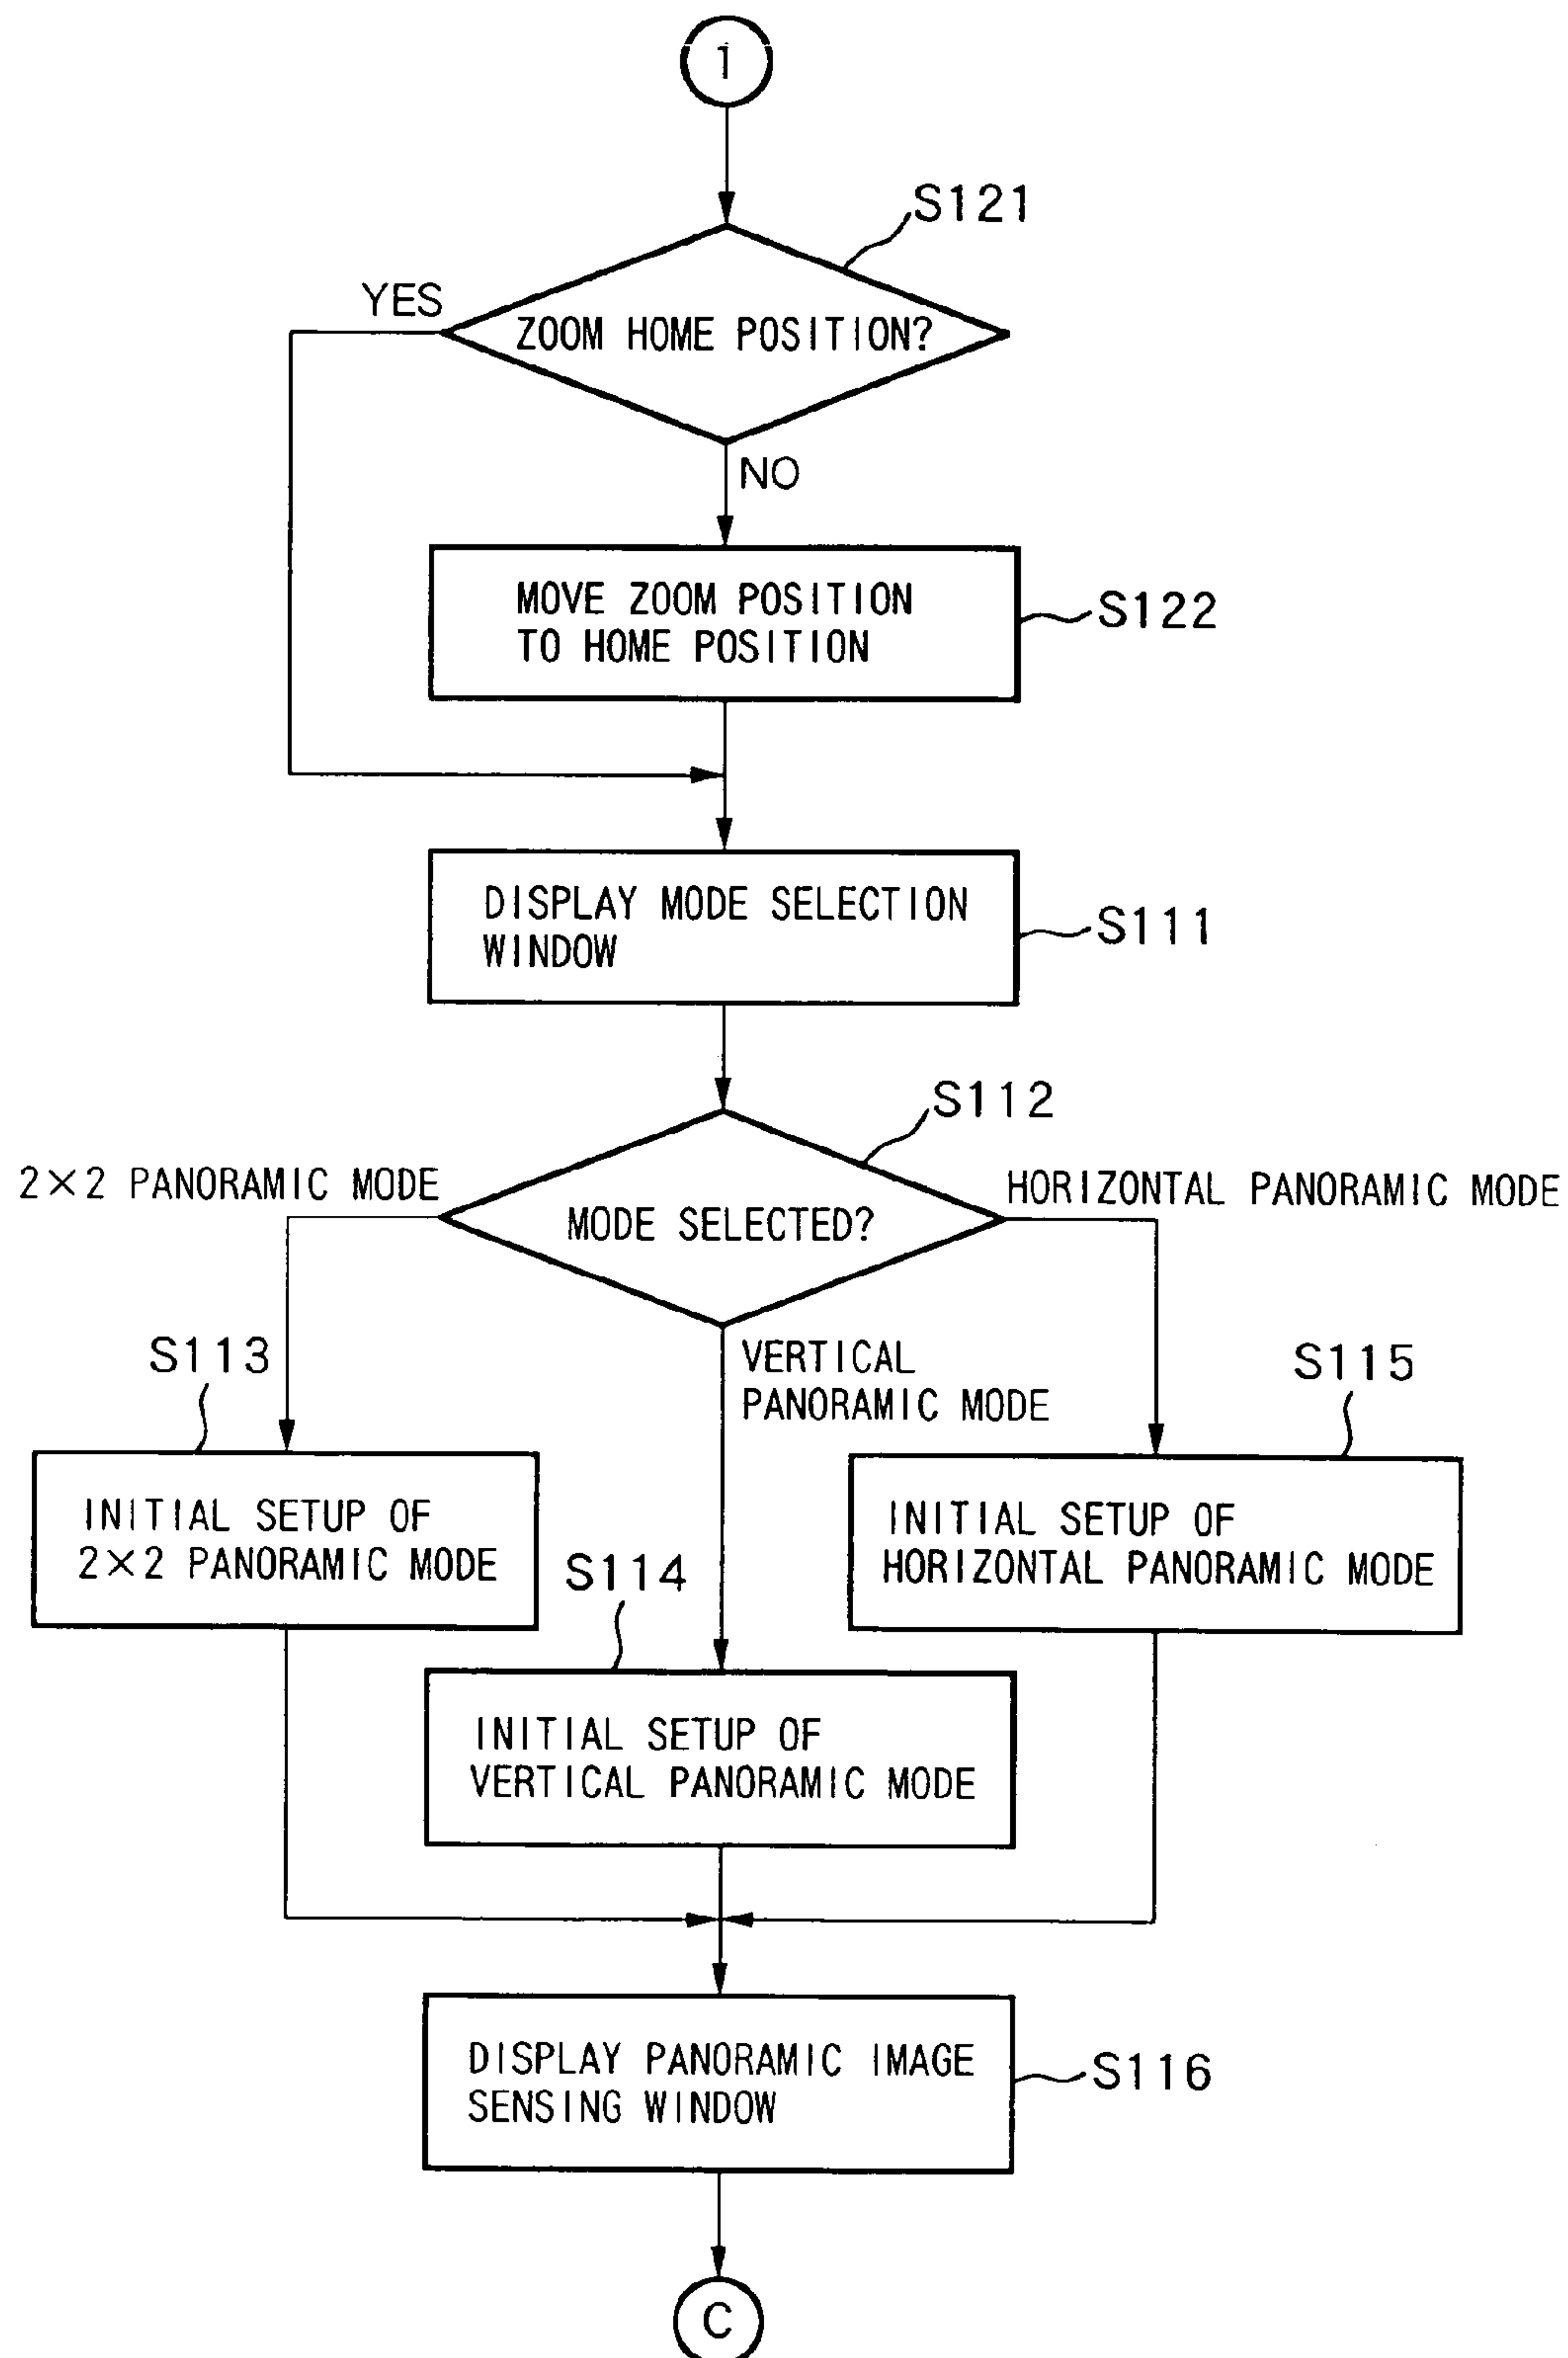 1
S121
YES
ZOOM HOME POSITION?
NO
MOVE ZOOM POSITION
TO HOME POSITION
S122
DISPLAY MODE SELECTION
WINDOW
S111
S112
2×2 PANORAMIC MODE
HORIZONTAL PANORAMIC MODE
MODE SELECTED?
S113
VERTICAL
PANORAMIC MODE
S115
INITIAL SETUP OF
2×2 PANORAMIC MODE
INITIAL SETUP OF
HORIZONTAL PANORAMIC MODE
S114
INITIAL SETUP OF
VERTICAL PANORAMIC MODE
DISPLAY PANORAMIC IMAGE
SENSING WINDOW
S116
C